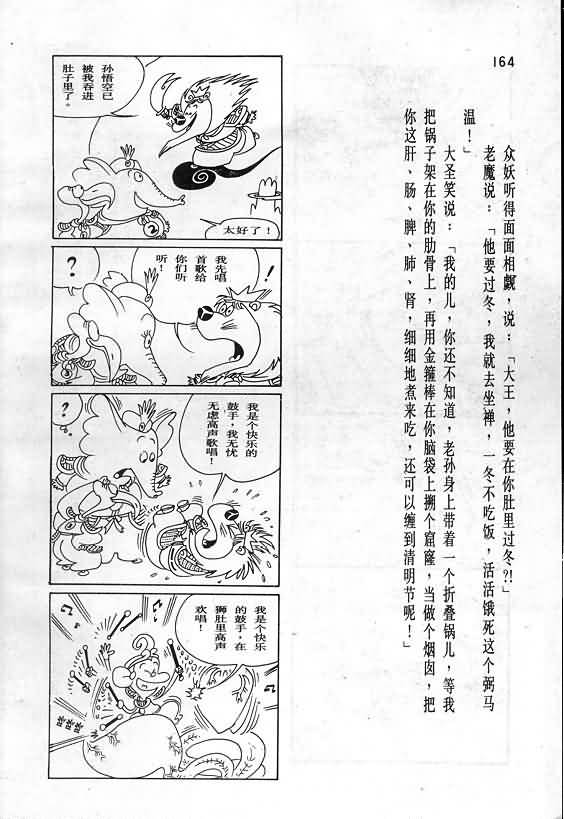 164
众妖听得面面相觑，说：「大王，他要在你肚里过冬?!」
老魔说：「他要过冬，我就去坐禅，一冬不吃饭，活活饿死这个弼马
温！」
大圣笑说：「我的儿，你还不知道，老孙身上带着一个折叠锅儿，等我
把锅子架在你的肋骨上，再用金箍棒在你脑袋上搠个窟窿，当做个烟囱，把
你这肝、肠、脾、肺、肾，细细地煮来吃，还可以缠到清明节呢！」
孙悟空已
被我吞进
肚子里了。
2
太好了！
!
我先唱
首歌给
你们听
听！
?
我是个快乐的
鼓手，我无忧
无虑高声歌唱！
?
我是个快乐
的鼓手，在
狮肚里高声
欢唱！